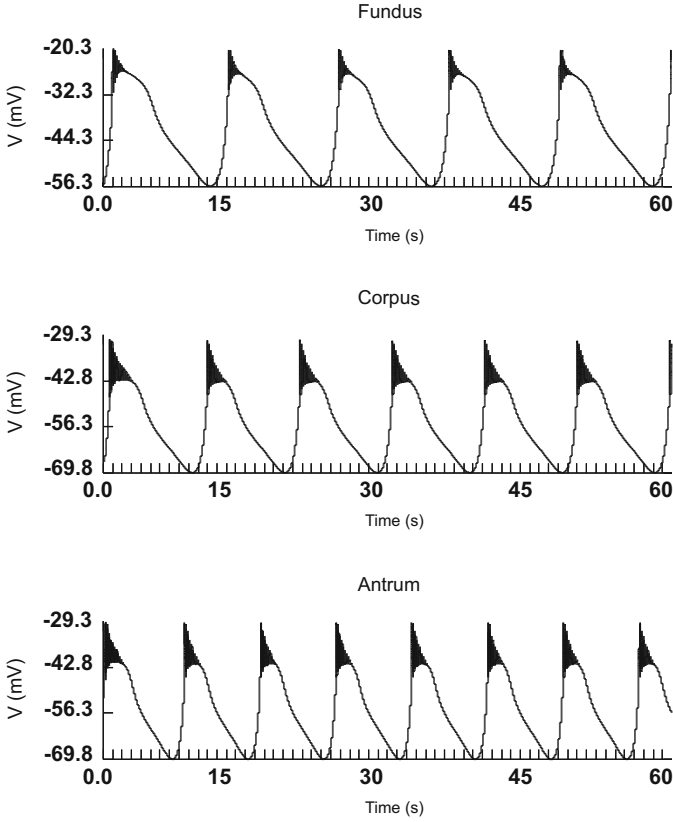 Fundus
-20.3
-32.3
-44.3
-56.3
V (mV)
0.0 15 30 45 60
Time (s)
Corpus
-29.3
-42.8
-56.3
-69.8
V (mV)
0.0 15 30 45 60
Time (s)
Antrum
-29.3
-42.8
-56.3
-69.8
V (mV)
0.0 15 30 45 60
Time (s)